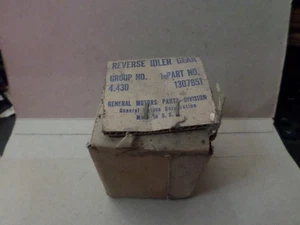 REVERSE IDLER GEAR
GROUP NO. PART NO.
4.430 1307851
GENERAL MOTORS PARTS DIVISION
General Motors Corporation
Made in U.S.A.